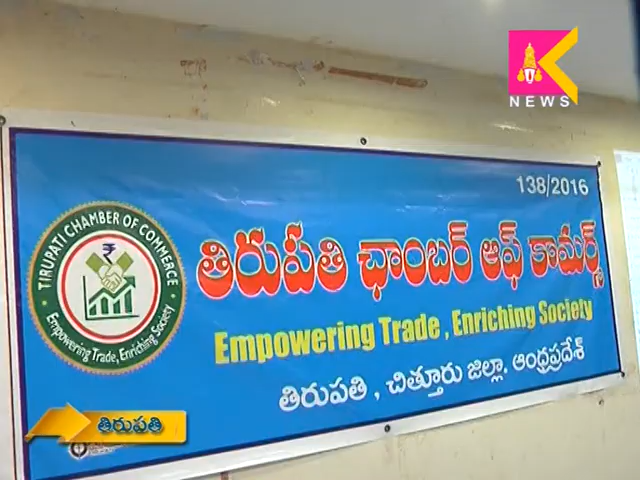 K
NEWS
138/2016
TIRUPATI CHAMBER OF COMMERCE
Empowering Trade, Enriching Society
తిరుపతి ఛాంబర్ ఆఫ్ కామర్స్
Empowering Trade , Enriching Society
తిరుపతి , చిత్తూరు జిల్లా. ఆంధ్రప్రదేశ్
తిరుపతి